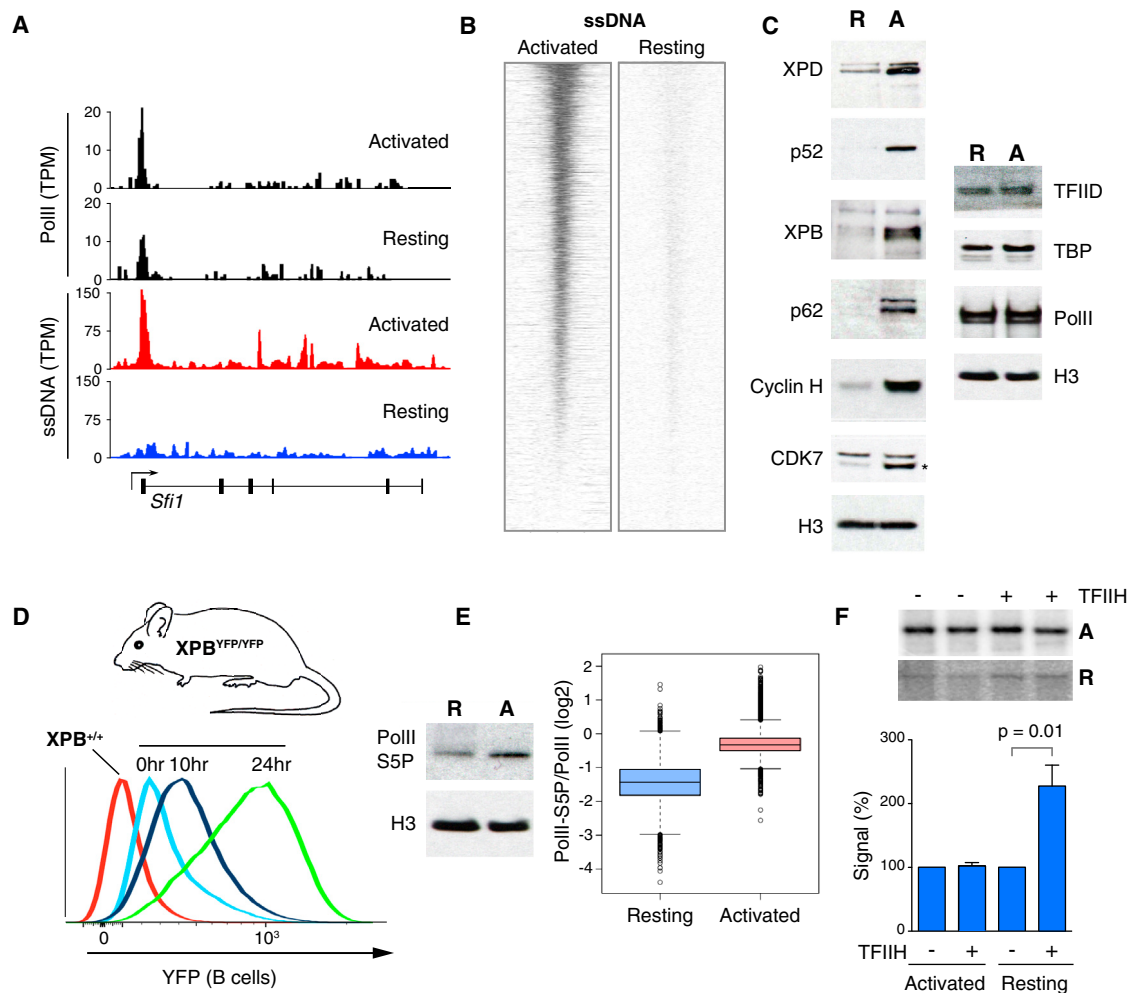 A
PolII (TPM)
20
10
0
Activated
20
10
0
Resting
ssDNA (TPM)
150
75
0
Activated
150
75
0
Resting
Sfi1
B
ssDNA
Activated Resting
C
R A
XPD
p52
XPB
p62
Cyclin H
CDK7
*
H3
R A
TFIID
TBP
PolII
H3
D
XPB^YFP/YFP
XPB^+/+
0hr 10hr 24hr
0 10³
YFP (B cells)
E
R A
PolII
S5P
H3
PolII-S5P/PolII (log2)
2
1
0
-1
-2
-3
-4
Resting Activated
F
- - + + TFIIH
A
R
p = 0.01
Signal (%)
300
200
100
0
TFIIH - + - +
Activated Resting